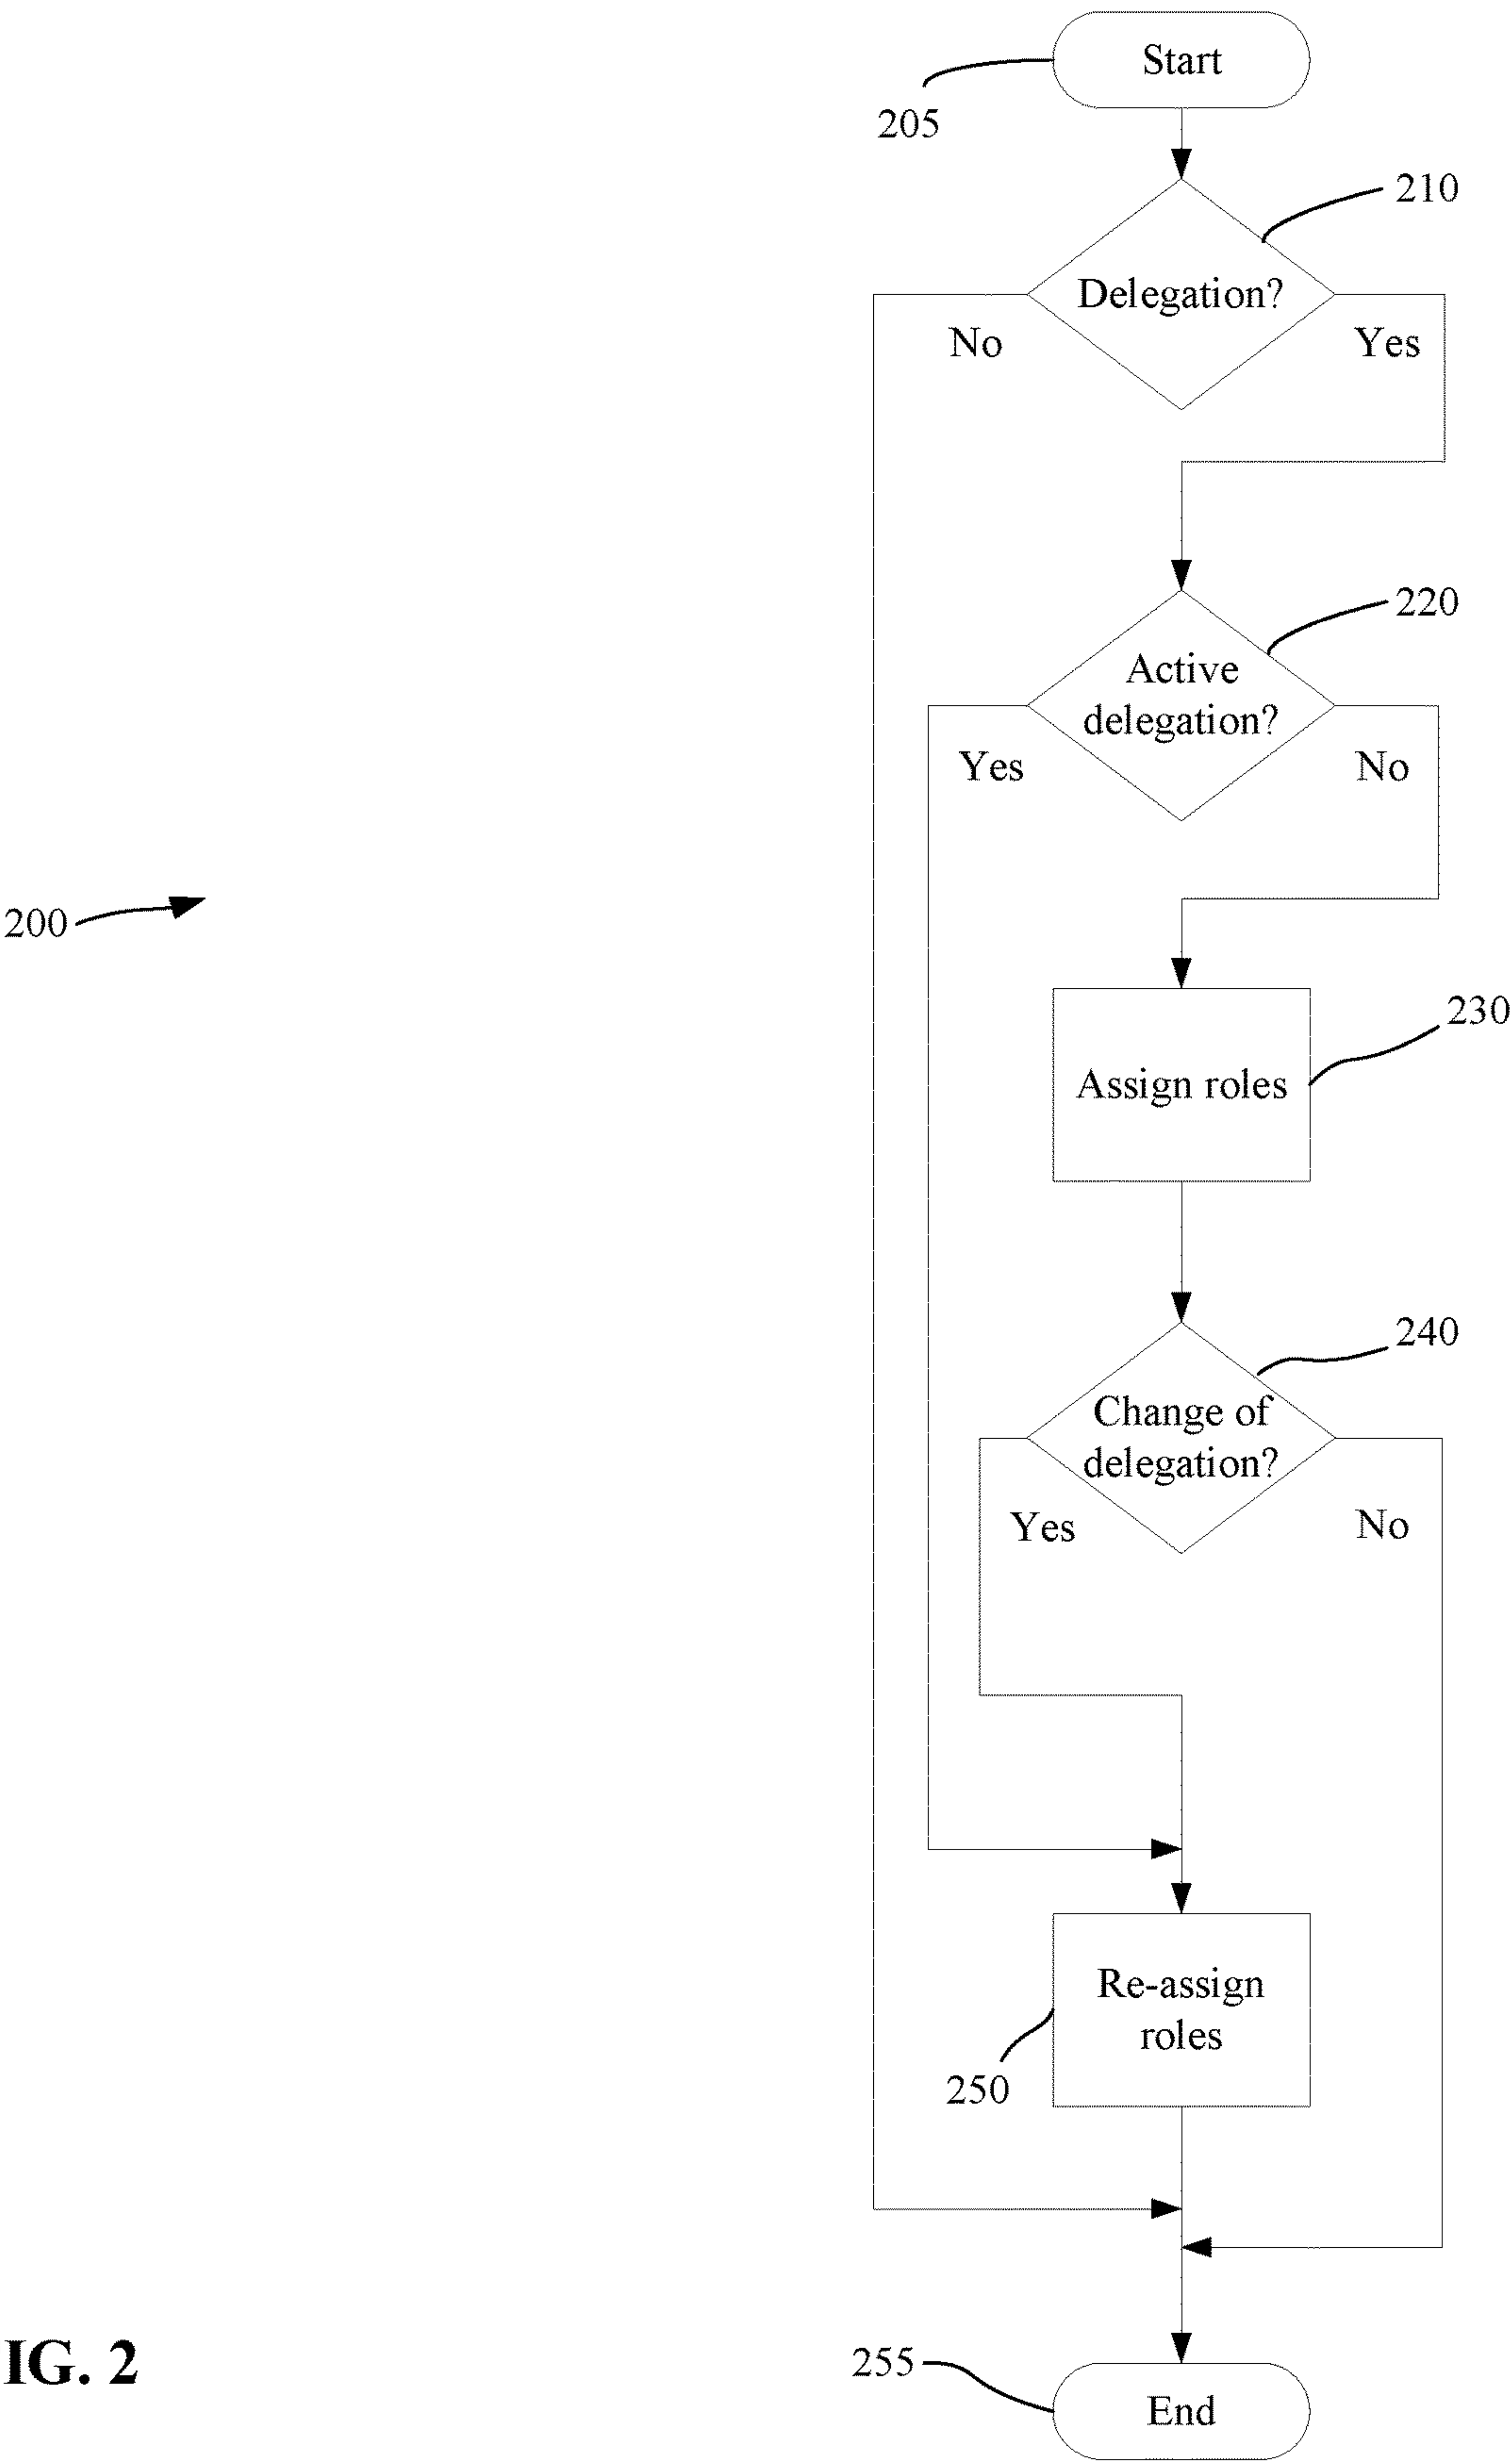 Start
205
210
Delegation?
No
Yes
220
Active
delegation?
Yes
No
200
230
Assign roles
240
Change of
delegation?
Yes
No
Re-assign
roles
250
IG. 2
255
End